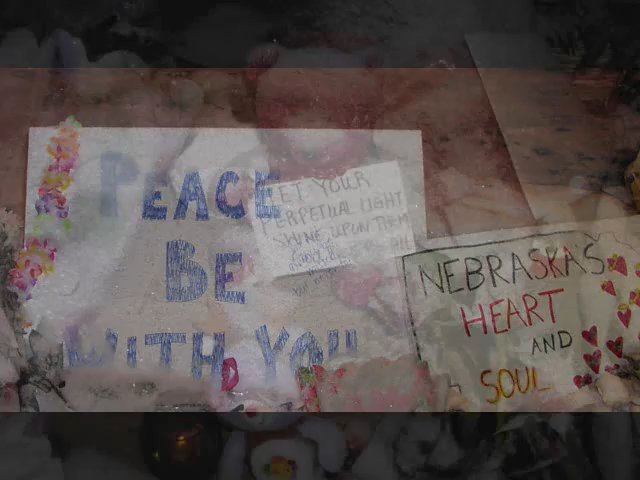 PEACE
BE
WITH YOU
LET YOUR
PERPETUAL LIGHT
SHINE UPON THEM
NEBRASKA'S
HEART
AND
SOUL